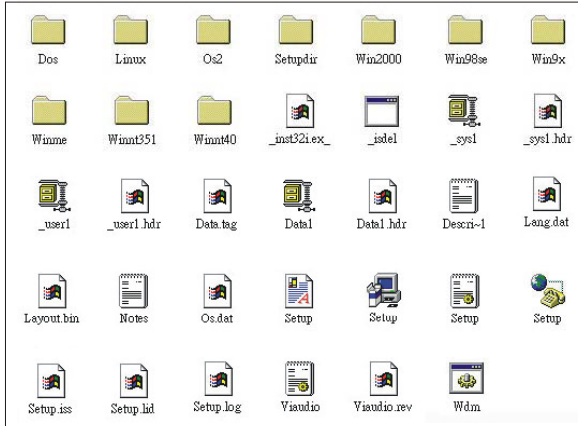 Dos Linux Os2 Setupdir Win2000 Win98se Win9x
Winme Winnt351 Winnt40 _inst32i.ex_ _isdel _sys1 _sys1.hdr
_user1 _user1.hdr Data.tag Data1 Data1.hdr Descri~1 Lang.dat
Layout.bin Notes Os.dat Setup Setup Setup Setup
Setup.iss Setup.lid Setup.log Viaudio Viaudio.rev Wdm